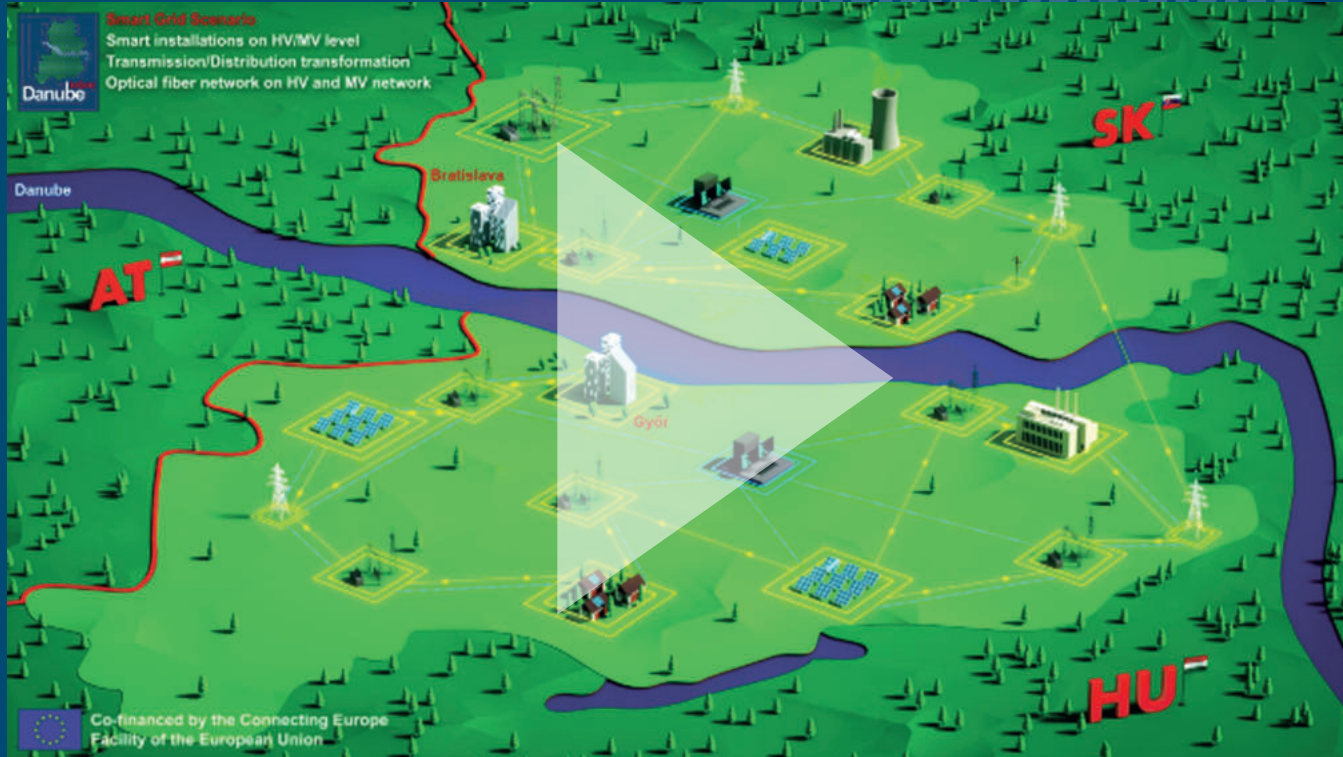 Smart Grid Scenario
Smart installations on HV/MV level
Transmission/Distribution transformation
Optical fiber network on HV and MV network
Danube
SK
Bratislava
Danube
AT
Győr
HU
Co-financed by the Connecting Europe
Facility of the European Union